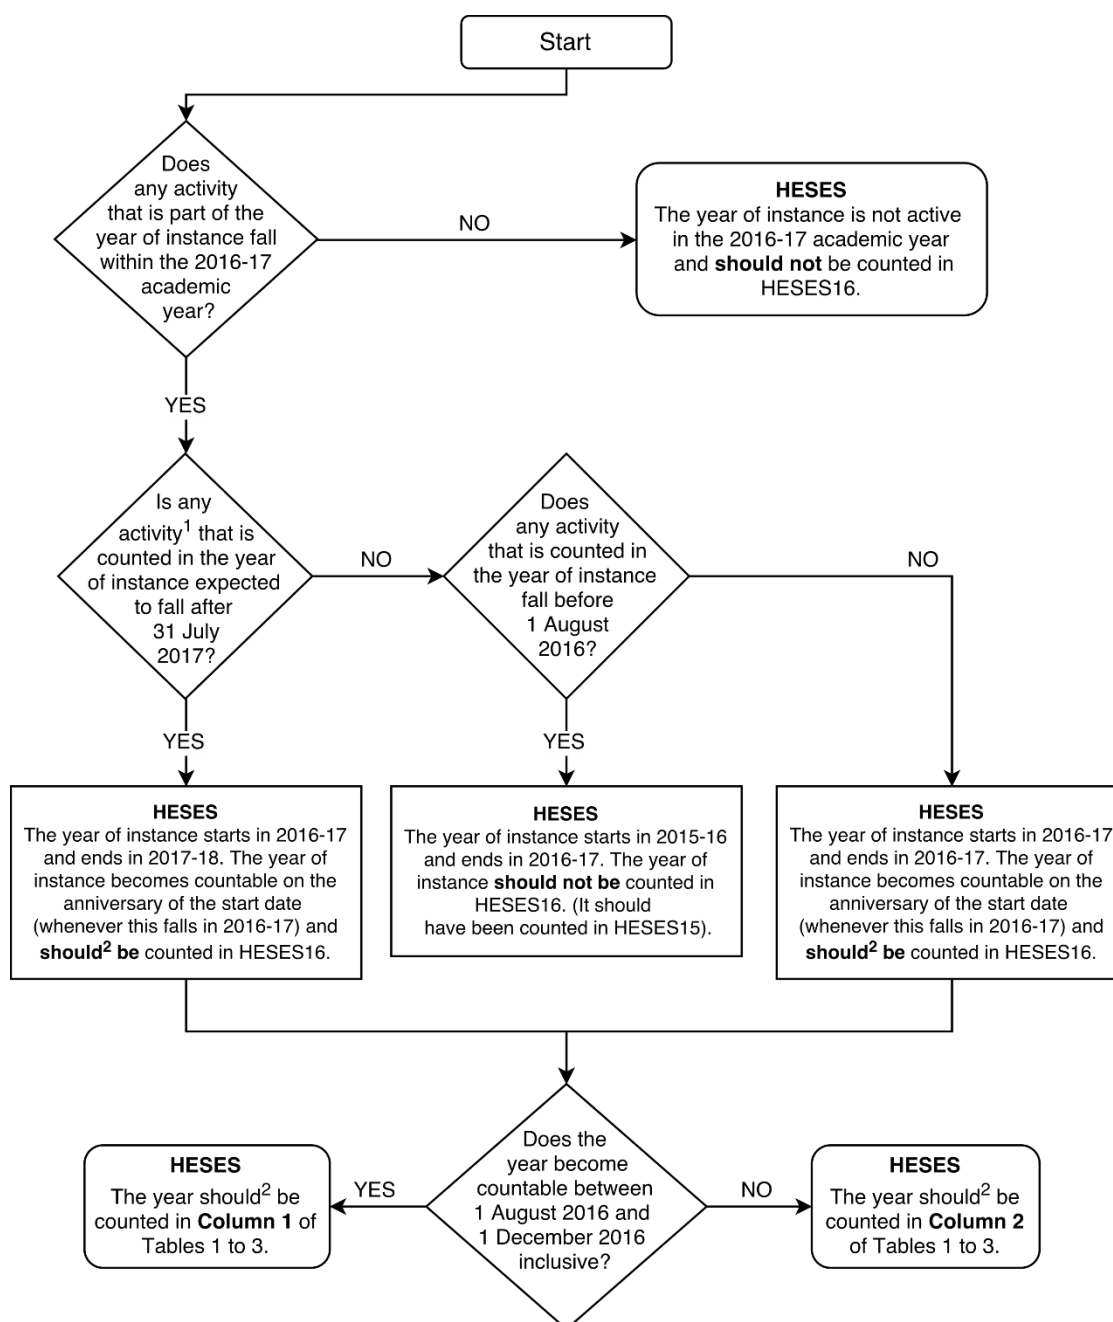 Start
Does
any activity
that is part of the
year of instance fall
within the 2016-17
academic
year?
NO
HESES
The year of instance is not active
in the 2016-17 academic year
and should not be counted in
HESES16.
YES
Is any
activity1 that is
counted in the year
of instance expected
to fall after
31 July
2017?
NO
Does
any activity
that is counted in
the year of instance
fall before
1 August
2016?
NO
YES
YES
HESES
The year of instance starts in 2016-17
and ends in 2017-18. The year of
instance becomes countable on the
anniversary of the start date
(whenever this falls in 2016-17) and
should2 be counted in HESES16.
HESES
The year of instance starts in 2015-16
and ends in 2016-17. The year of
instance should not be counted in
HESES16. (It should
have been counted in HESES15).
HESES
The year of instance starts in 2016-17
and ends in 2016-17. The year of
instance becomes countable on the
anniversary of the start date
(whenever this falls in 2016-17) and
should2 be counted in HESES16.
Does the
year become
countable between
1 August 2016 and
1 December 2016
inclusive?
YES
HESES
The year should2 be
counted in Column 1 of
Tables 1 to 3.
NO
HESES
The year should2 be
counted in Column 2
of Tables 1 to 3.